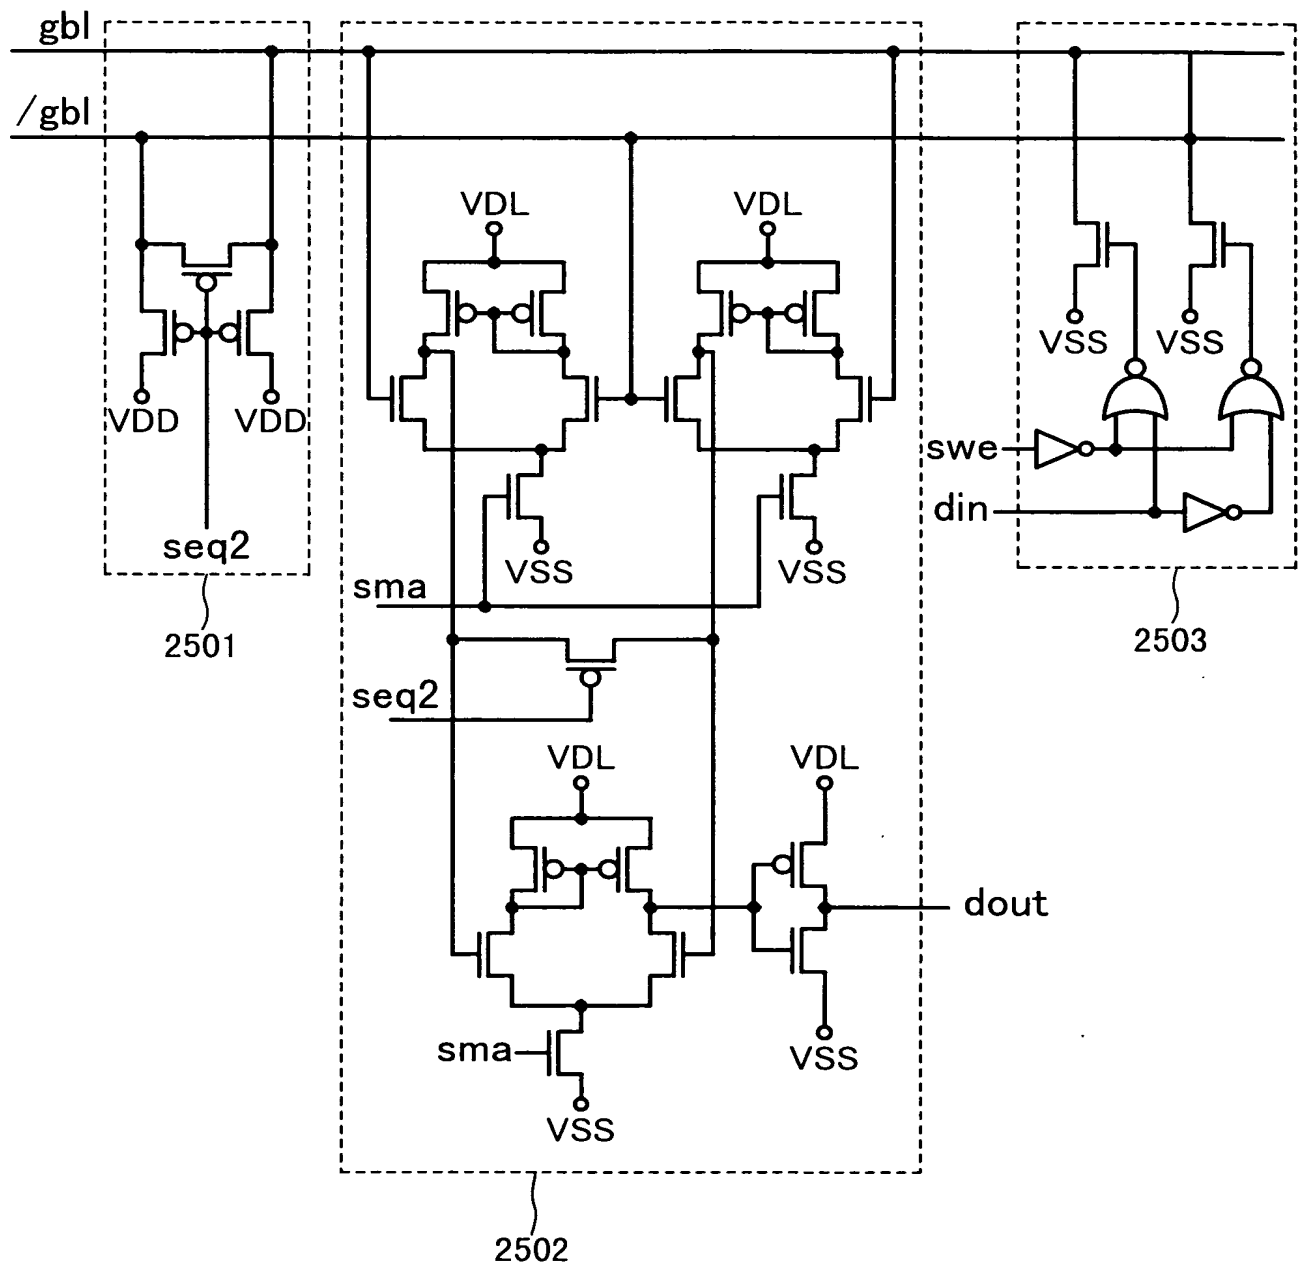 gbl
/gbl
VDL
VDL
VSS
VSS
VDD
VDD
swe
din
seq2
VSS
VSS
sma
2501
2503
seq2
VDL
VDL
dout
sma
VSS
VSS
2502